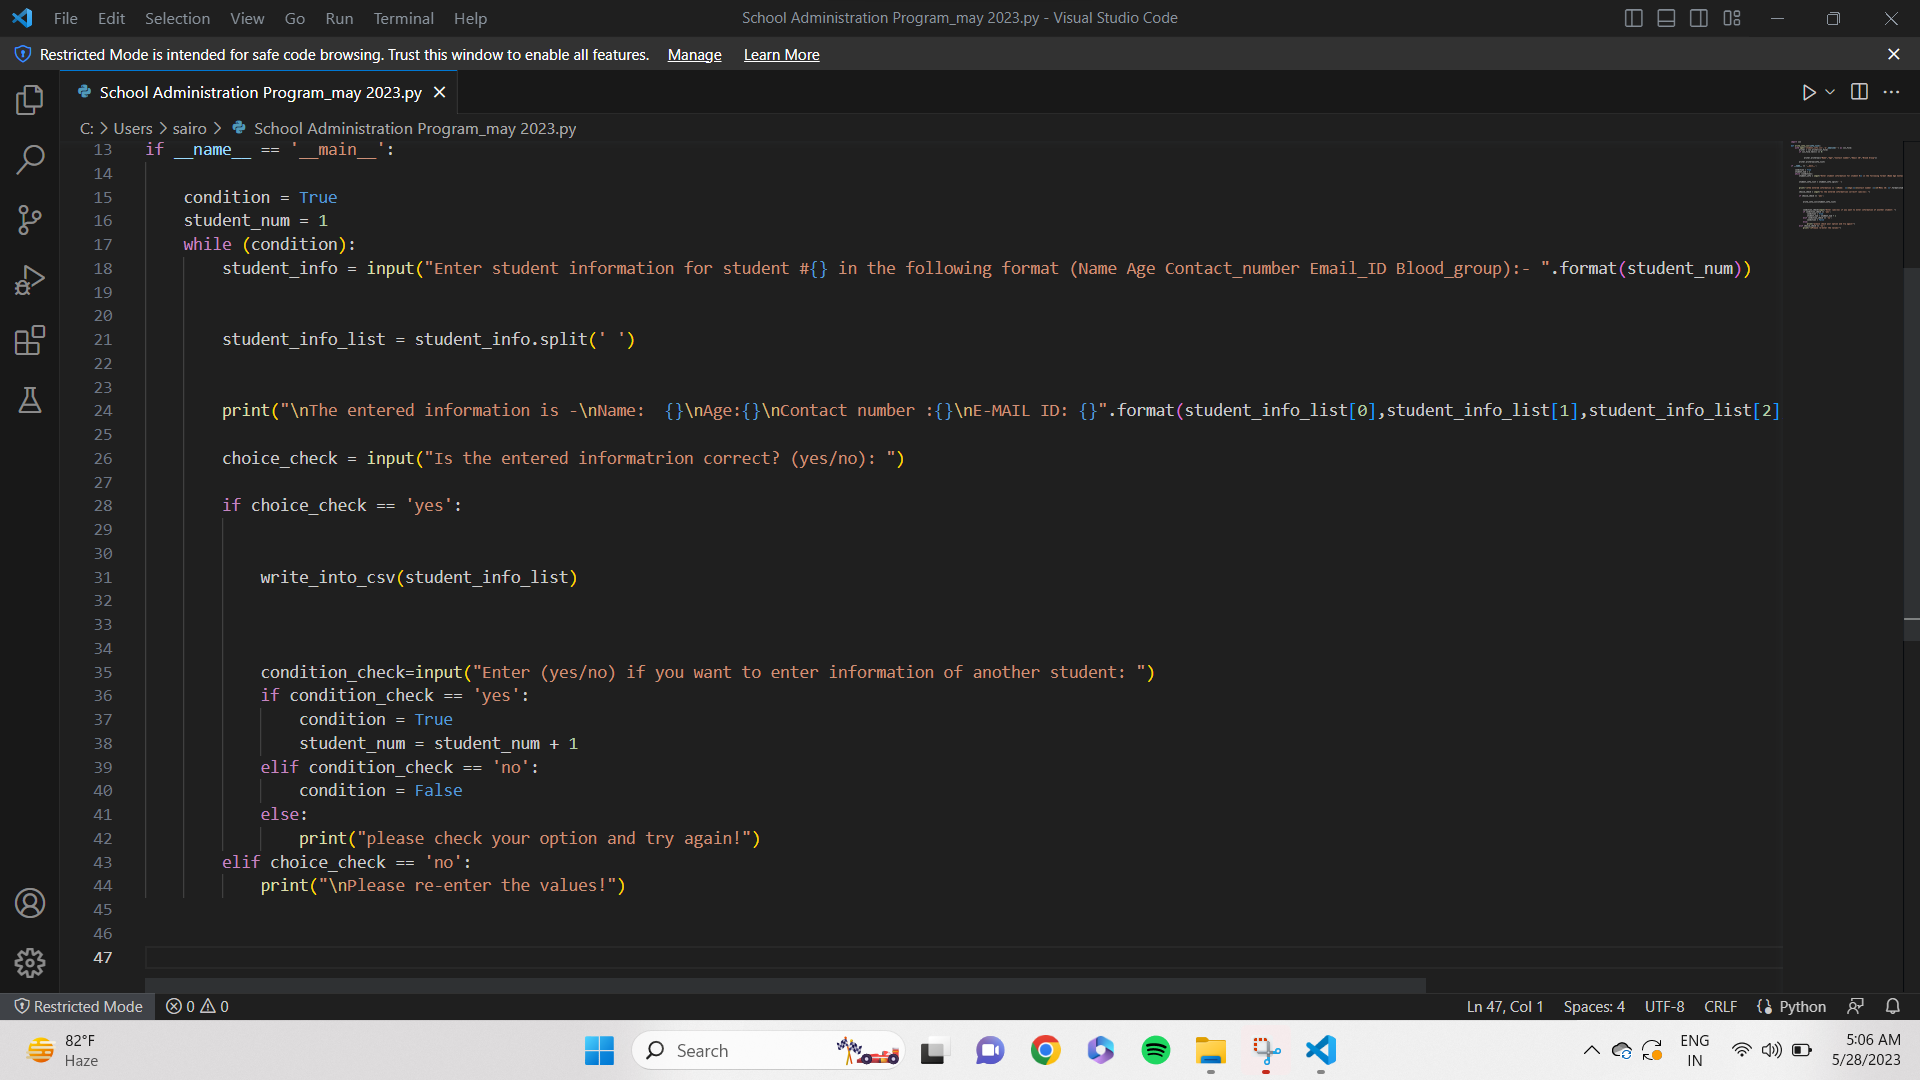 File Edit Selection View Go Run Terminal Help School Administration Program_may 2023.py - Visual Studio Code
Restricted Mode is intended for safe code browsing. Trust this window to enable all features. Manage Learn More
School Administration Program_may 2023.py
C: > Users > sairo > School Administration Program_may 2023.py
13 if __name__ == '__main__':
14
15 condition = True
16 student_num = 1
17 while (condition):
18 student_info = input("Enter student information for student #{} in the following format (Name Age Contact_number Email_ID Blood_group):- ".format(student_num))
19
20
21 student_info_list = student_info.split(' ')
22
23
24 print("\nThe entered information is -\nName:  {}\nAge:{}\nContact number :{}\nE-MAIL ID: {}".format(student_info_list[0],student_info_list[1],student_info_list[2]
25
26 choice_check = input("Is the entered informatrion correct? (yes/no): ")
27
28 if choice_check == 'yes':
29
30
31 write_into_csv(student_info_list)
32
33
34
35 condition_check=input("Enter (yes/no) if you want to enter information of another student: ")
36 if condition_check == 'yes':
37 condition = True
38 student_num = student_num + 1
39 elif condition_check == 'no':
40 condition = False
41 else:
42 print("please check your option and try again!")
43 elif choice_check == 'no':
44 print("\nPlease re-enter the values!")
45
46
47
Restricted Mode 0 0 Ln 47, Col 1 Spaces: 4 UTF-8 CRLF Python
82°F
Haze
Search
ENG
IN
5:06 AM
5/28/2023